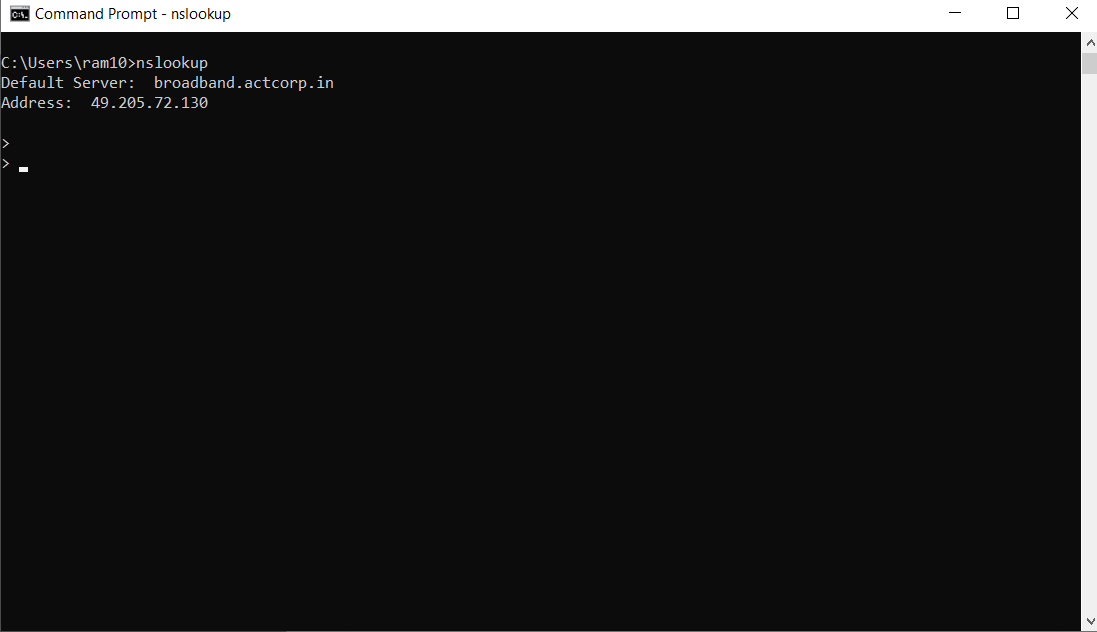 Command Prompt - nslookup
C:\Users\ram10>nslookup
Default Server:  broadband.actcorp.in
Address:  49.205.72.130
>
>